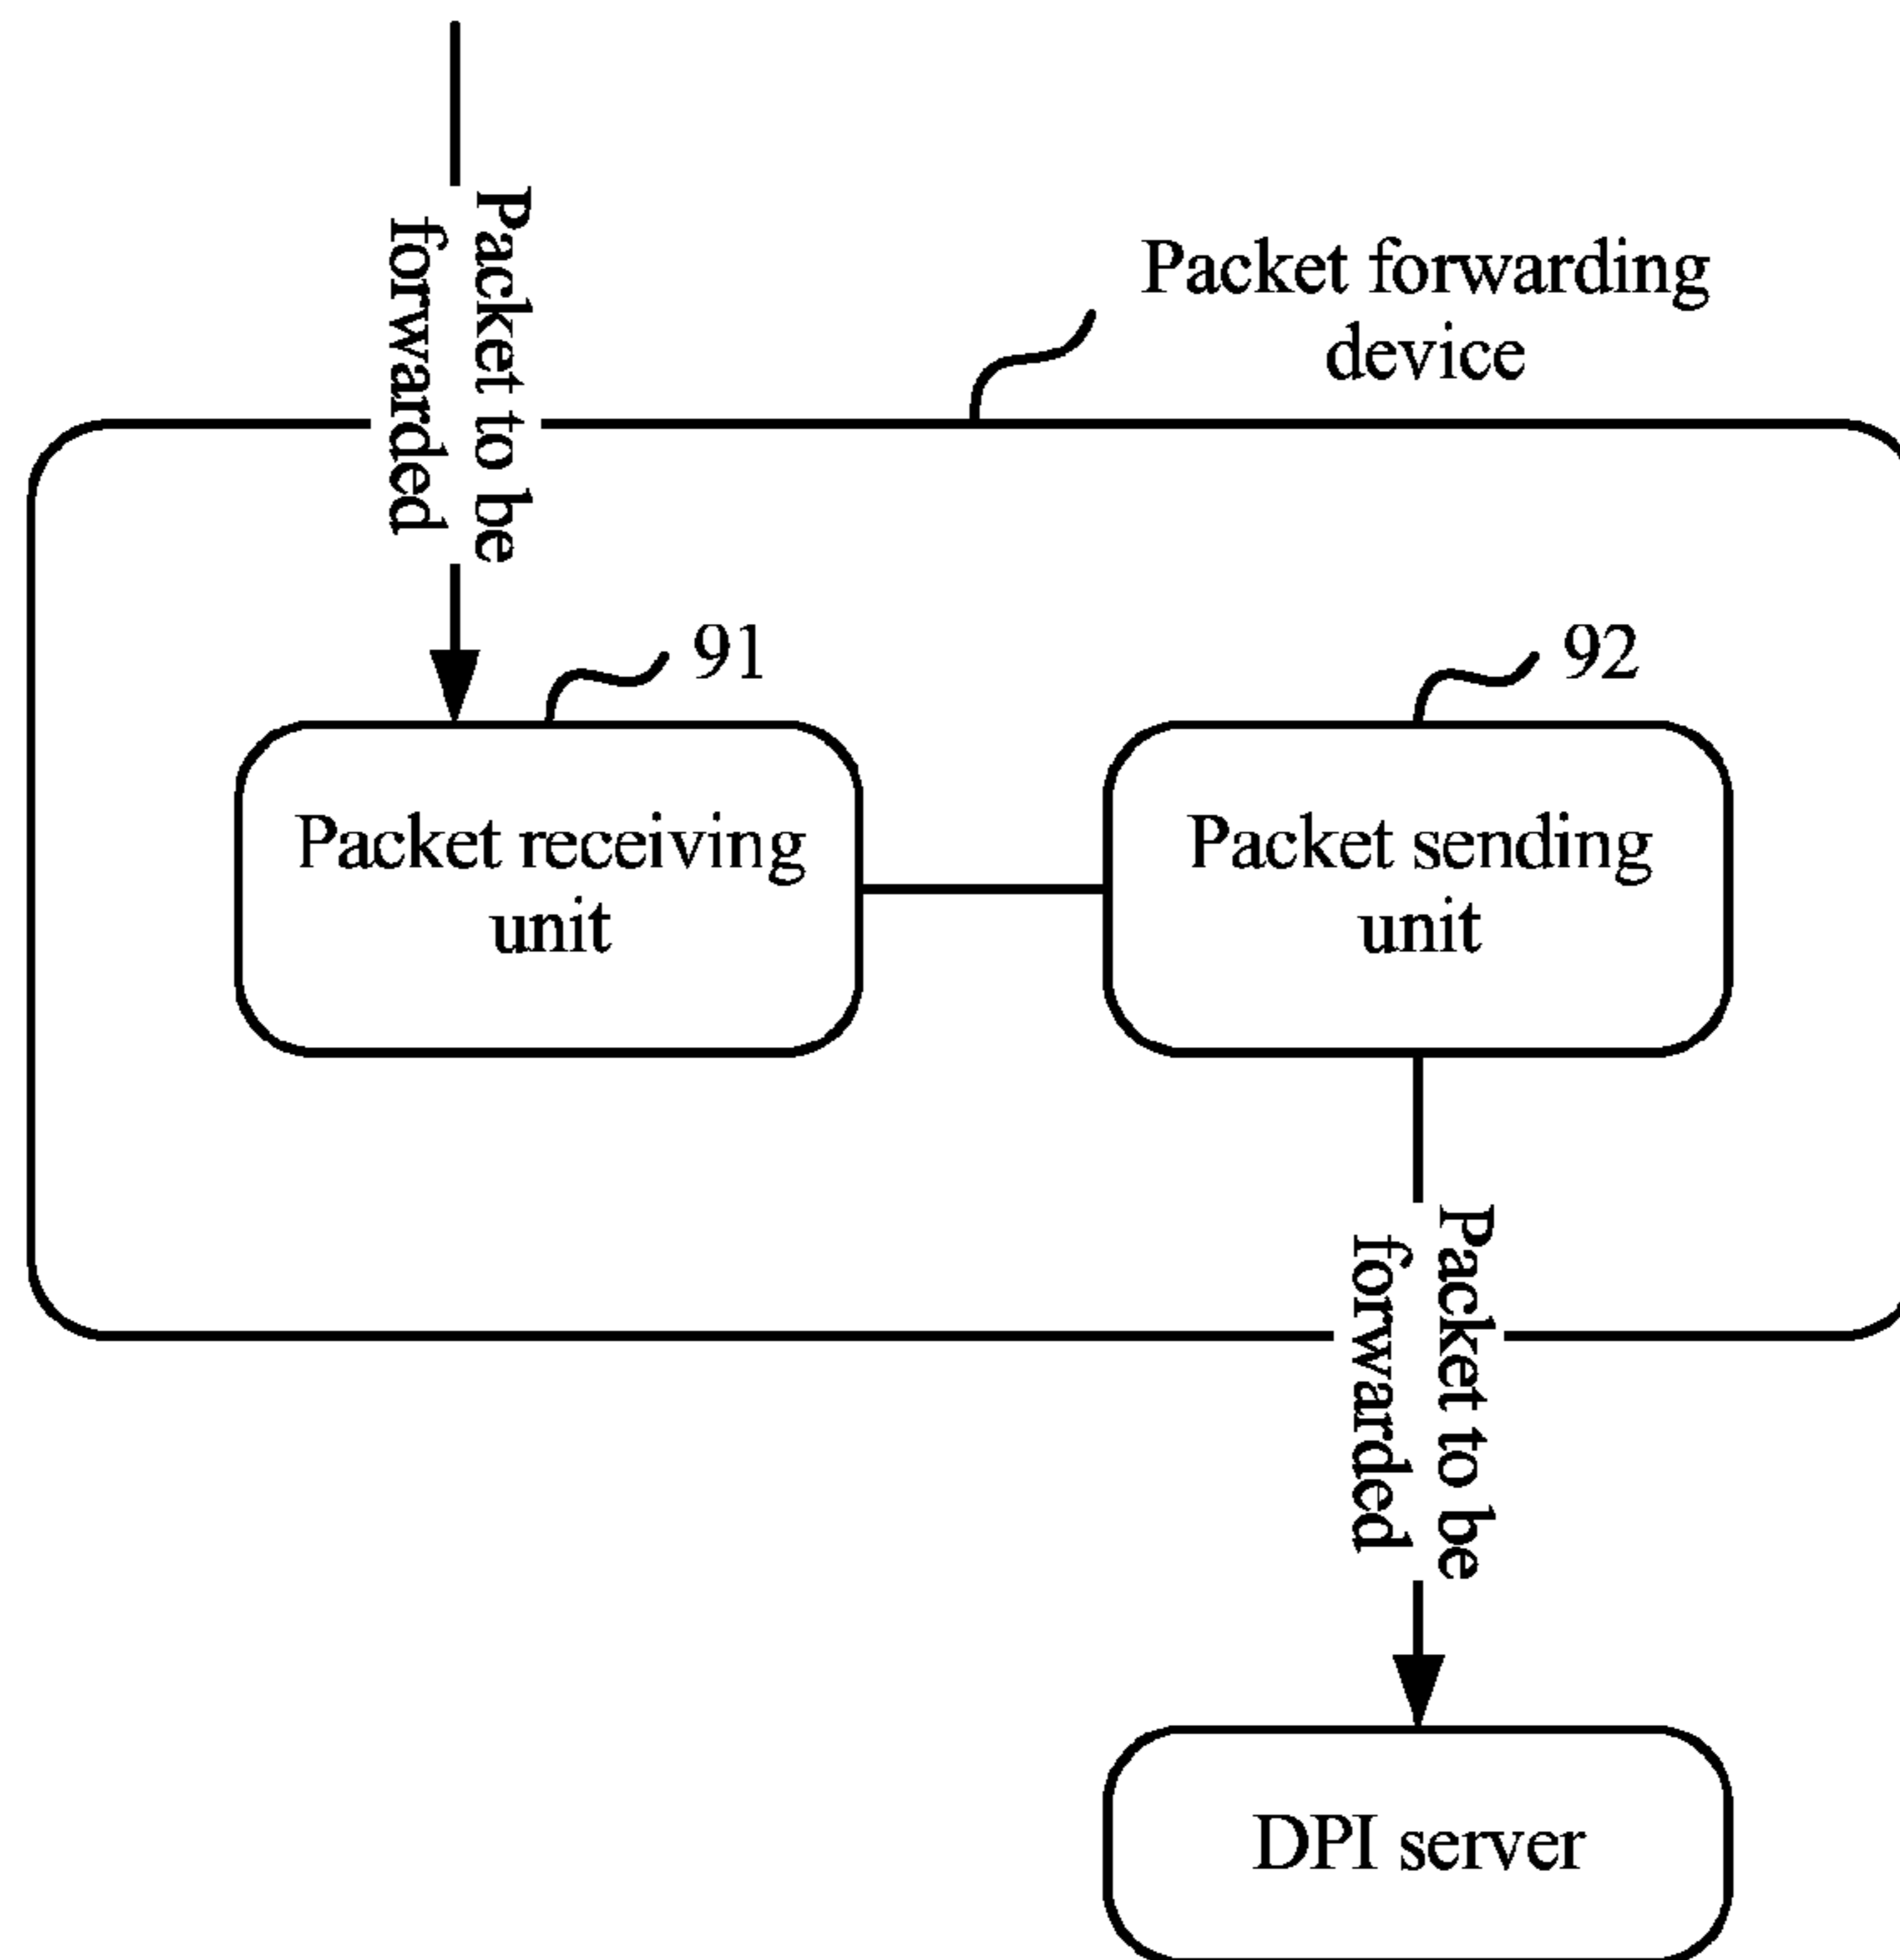 Packet to be
forwarded
Packet forwarding
device
91
92
Packet receiving
unit
Packet sending
unit
Packet to be
forwarded
DPI server